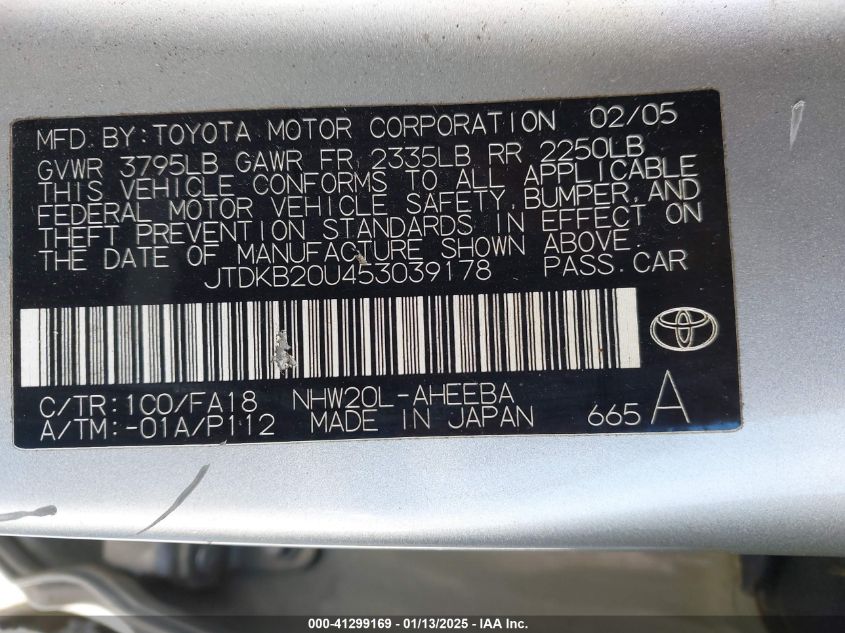 MFD. BY: TOYOTA MOTOR CORPORATION 02/05
GVWR 3795LB GAWR FR 2335LB RR 2250LB
THIS VEHICLE CONFORMS TO ALL APPLICABLE
FEDERAL MOTOR VEHICLE SAFETY, BUMPER, AND
THEFT PREVENTION STANDARDS IN EFFECT ON
THE DATE OF MANUFACTURE SHOWN ABOVE.
JTDKB20U453039178 PASS. CAR
C/TR: 1C0/FA18 NHW20L-AHEEBA
A/TM: -01A/P112 MADE IN JAPAN 665 A
000-41299169 - 01/13/2025 - IAA Inc.